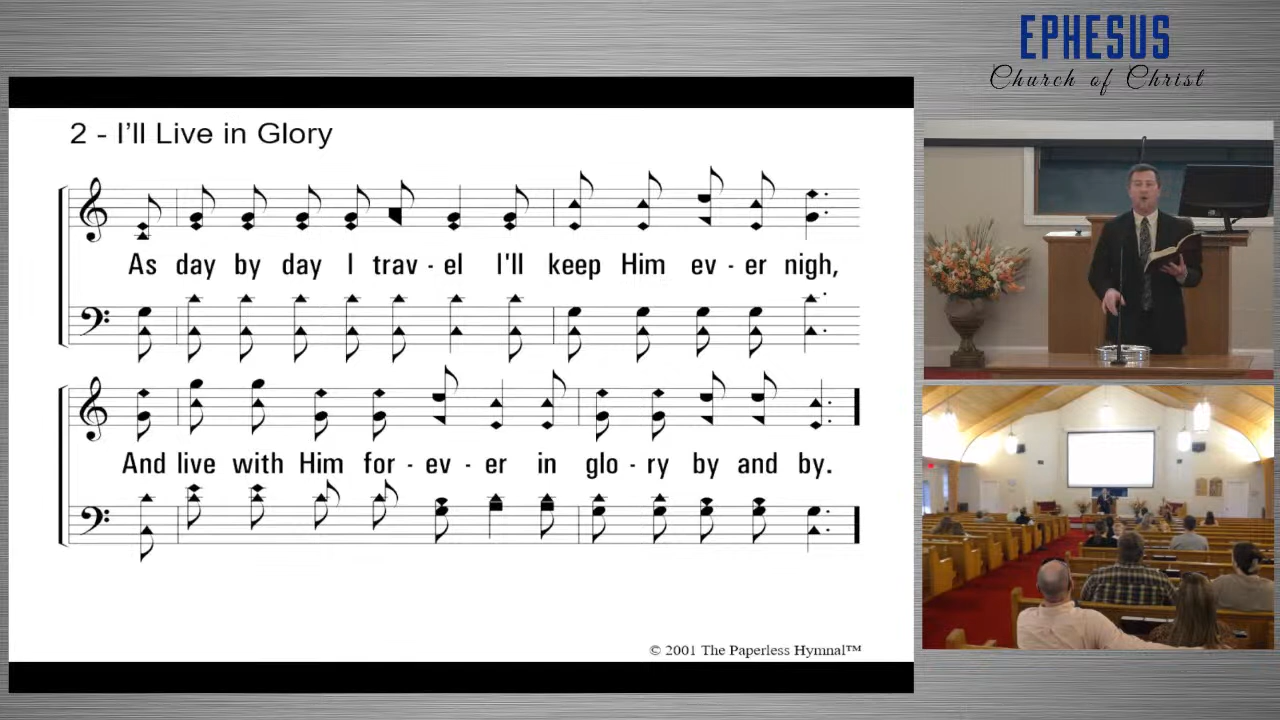 EPHESUS
Church of Christ
2 - I'll Live in Glory
As day by day I trav - el I'll keep Him ev - er nigh,
And live with Him for - ev - er in glo - ry by and by.
© 2001 The Paperless Hymnal™